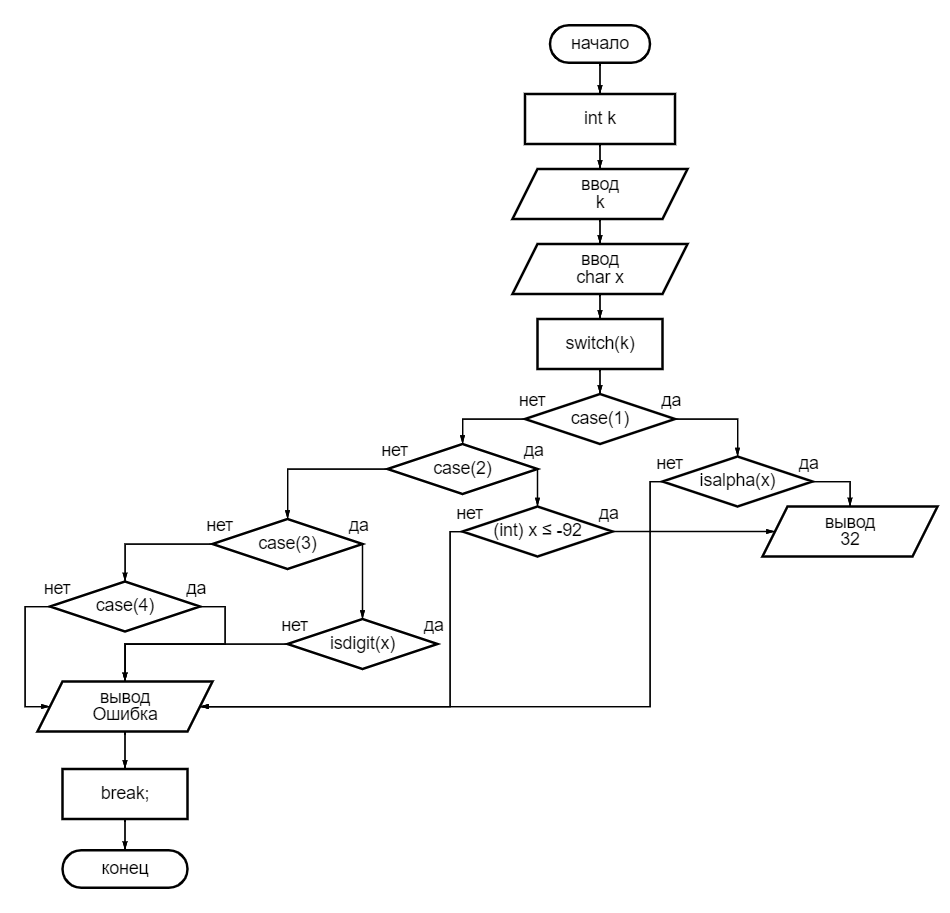 начало
int k
ввод
k
ввод
char x
switch(k)
нет
да
case(1)
нет
да
case(2)
нет
да
isalpha(x)
нет
да
(int) x ≤ -92
вывод
32
нет
да
case(3)
нет
да
case(4)
нет
да
isdigit(x)
вывод
Ошибка
break;
конец